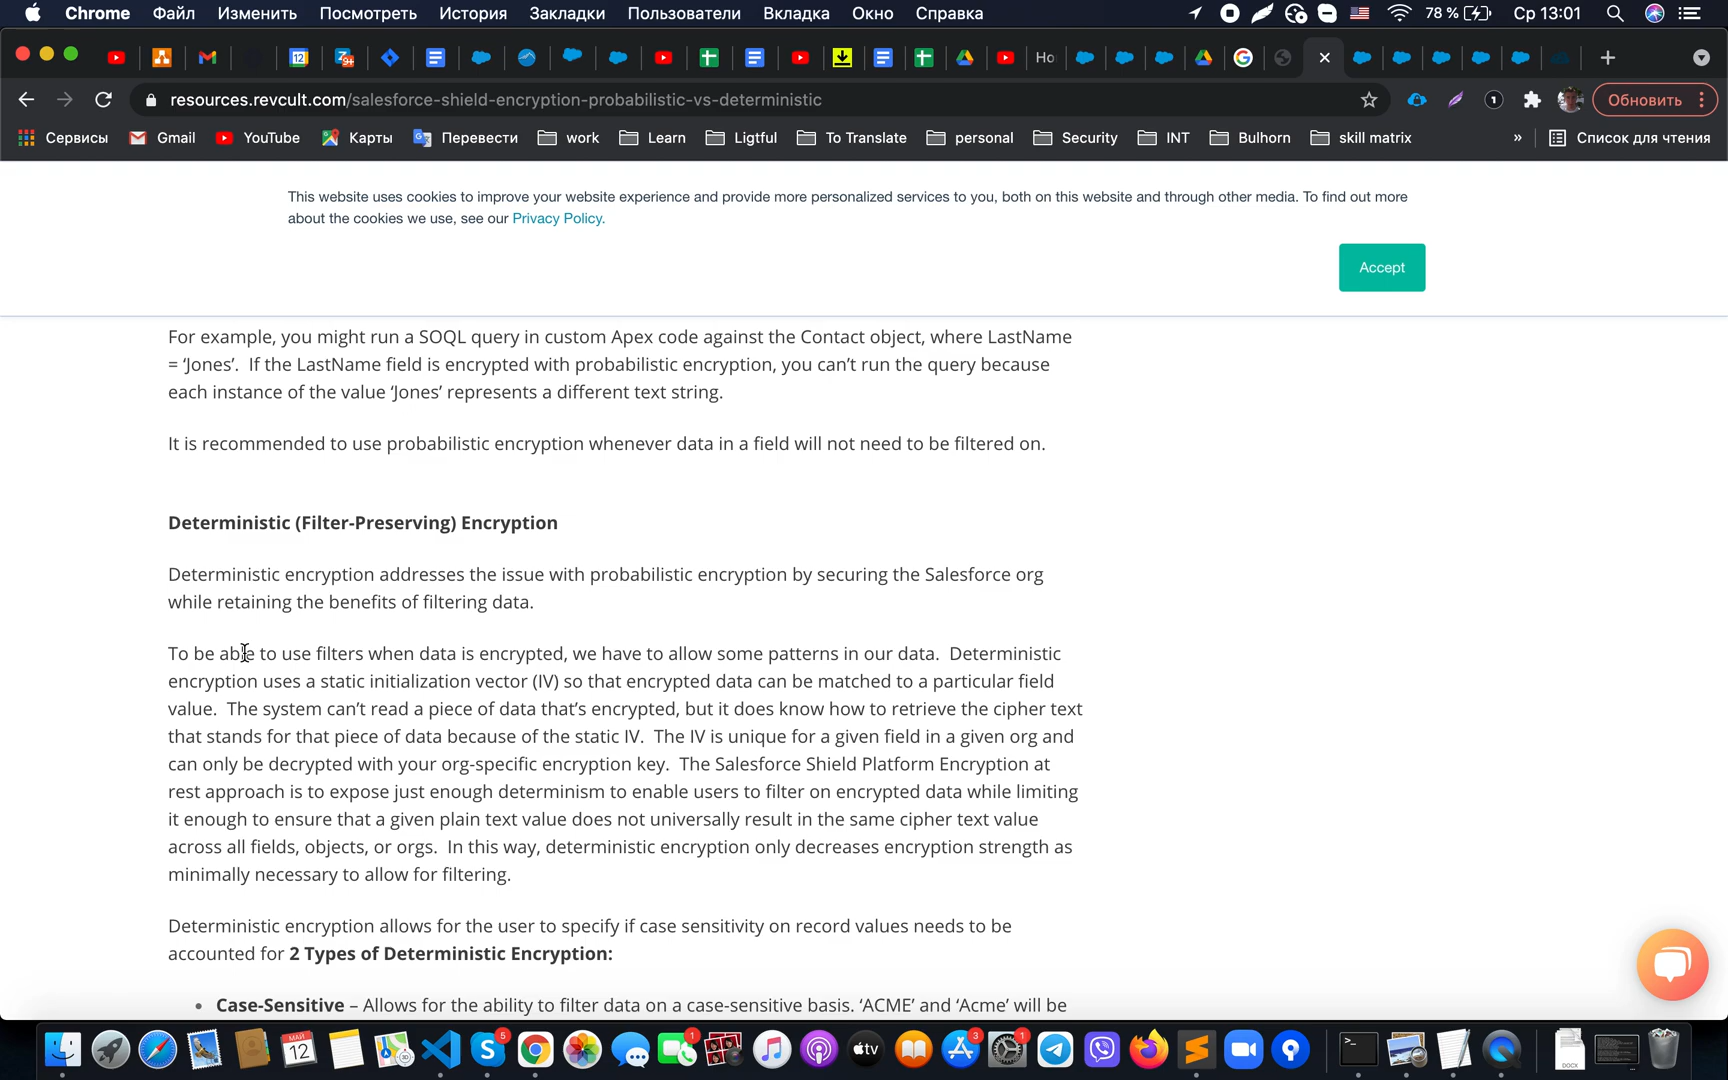 Chrome Файл Изменить Посмотреть История Закладки Пользователи Вкладка Окно Справка 78 % Ср 13:01
12 9+ Ho
resources.revcult.com/salesforce-shield-encryption-probabilistic-vs-deterministic Обновить
Сервисы Gmail YouTube Карты Перевести work Learn Ligtful To Translate personal Security INT Bulhorn skill matrix » Список для чтения
This website uses cookies to improve your website experience and provide more personalized services to you, both on this website and through other media. To find out more
about the cookies we use, see our Privacy Policy.
Accept
For example, you might run a SOQL query in custom Apex code against the Contact object, where LastName
= ‘Jones’. If the LastName field is encrypted with probabilistic encryption, you can’t run the query because
each instance of the value ‘Jones’ represents a different text string.
It is recommended to use probabilistic encryption whenever data in a field will not need to be filtered on.
Deterministic (Filter-Preserving) Encryption
Deterministic encryption addresses the issue with probabilistic encryption by securing the Salesforce org
while retaining the benefits of filtering data.
To be able to use filters when data is encrypted, we have to allow some patterns in our data. Deterministic
encryption uses a static initialization vector (IV) so that encrypted data can be matched to a particular field
value. The system can’t read a piece of data that’s encrypted, but it does know how to retrieve the cipher text
that stands for that piece of data because of the static IV. The IV is unique for a given field in a given org and
can only be decrypted with your org-specific encryption key. The Salesforce Shield Platform Encryption at
rest approach is to expose just enough determinism to enable users to filter on encrypted data while limiting
it enough to ensure that a given plain text value does not universally result in the same cipher text value
across all fields, objects, or orgs. In this way, deterministic encryption only decreases encryption strength as
minimally necessary to allow for filtering.
Deterministic encryption allows for the user to specify if case sensitivity on record values needs to be
accounted for 2 Types of Deterministic Encryption:
• Case-Sensitive – Allows for the ability to filter data on a case-sensitive basis. ‘ACME’ and ‘Acme’ will be
МАЙ 12 5 1 tv 3 1 DOCX